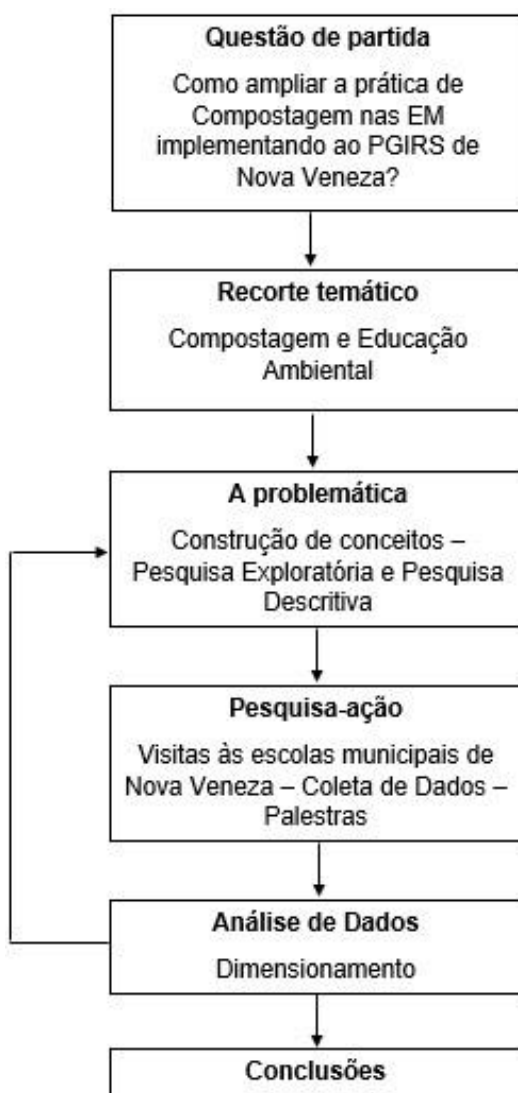 Questão de partida
Como ampliar a prática de
Compostagem nas EM
implementando ao PGIRS de
Nova Veneza?
Recorte temático
Compostagem e Educação
Ambiental
A problemática
Construção de conceitos –
Pesquisa Exploratória e Pesquisa
Descritiva
Pesquisa-ação
Visitas às escolas municipais de
Nova Veneza – Coleta de Dados –
Palestras
Análise de Dados
Dimensionamento
Conclusões